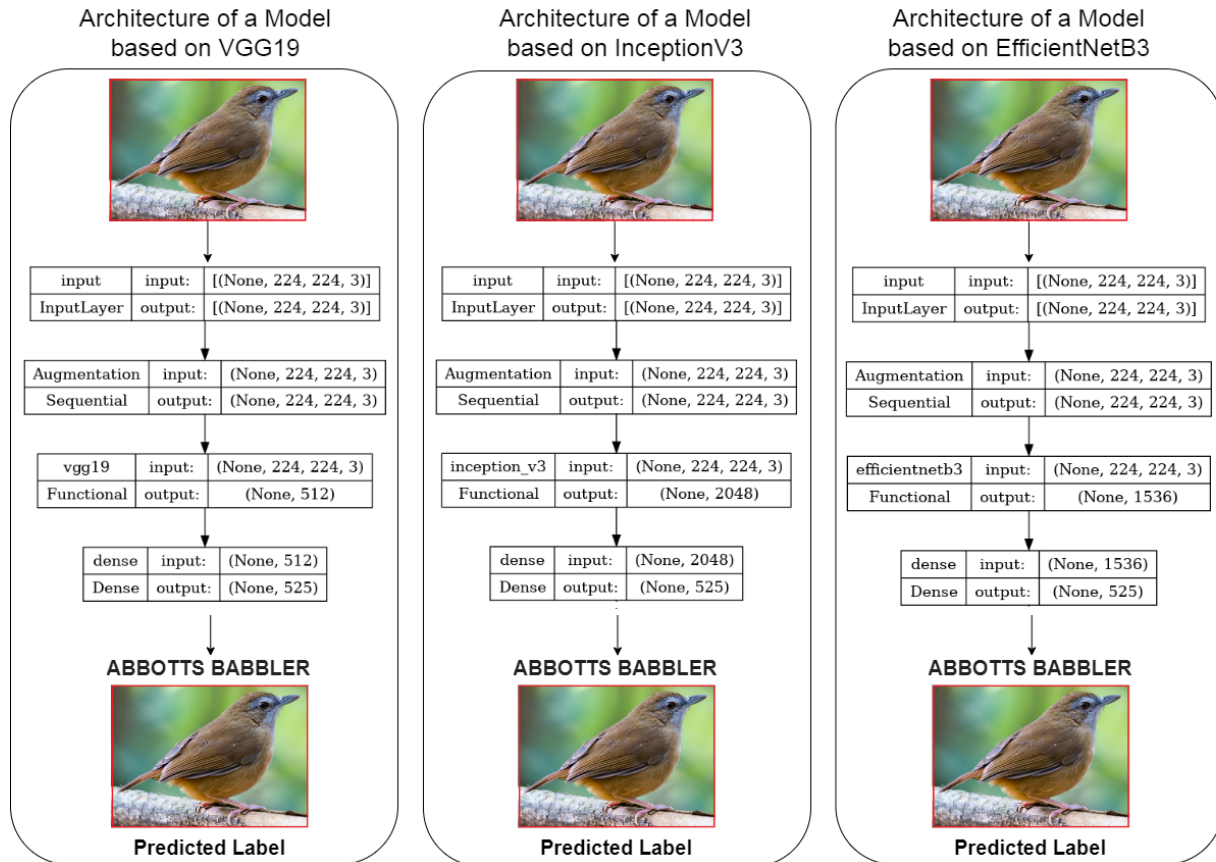 Architecture of a Model
based on VGG19
input input: [(None, 224, 224, 3)]
InputLayer output: [(None, 224, 224, 3)]
Augmentation input: (None, 224, 224, 3)
Sequential output: (None, 224, 224, 3)
vgg19 input: (None, 224, 224, 3)
Functional output: (None, 512)
dense input: (None, 512)
Dense output: (None, 525)
ABBOTTS BABBLER
Predicted Label
Architecture of a Model
based on InceptionV3
input input: [(None, 224, 224, 3)]
InputLayer output: [(None, 224, 224, 3)]
Augmentation input: (None, 224, 224, 3)
Sequential output: (None, 224, 224, 3)
inception_v3 input: (None, 224, 224, 3)
Functional output: (None, 2048)
dense input: (None, 2048)
Dense output: (None, 525)
ABBOTTS BABBLER
Predicted Label
Architecture of a Model
based on EfficientNetB3
input input: [(None, 224, 224, 3)]
InputLayer output: [(None, 224, 224, 3)]
Augmentation input: (None, 224, 224, 3)
Sequential output: (None, 224, 224, 3)
efficientnetb3 input: (None, 224, 224, 3)
Functional output: (None, 1536)
dense input: (None, 1536)
Dense output: (None, 525)
ABBOTTS BABBLER
Predicted Label